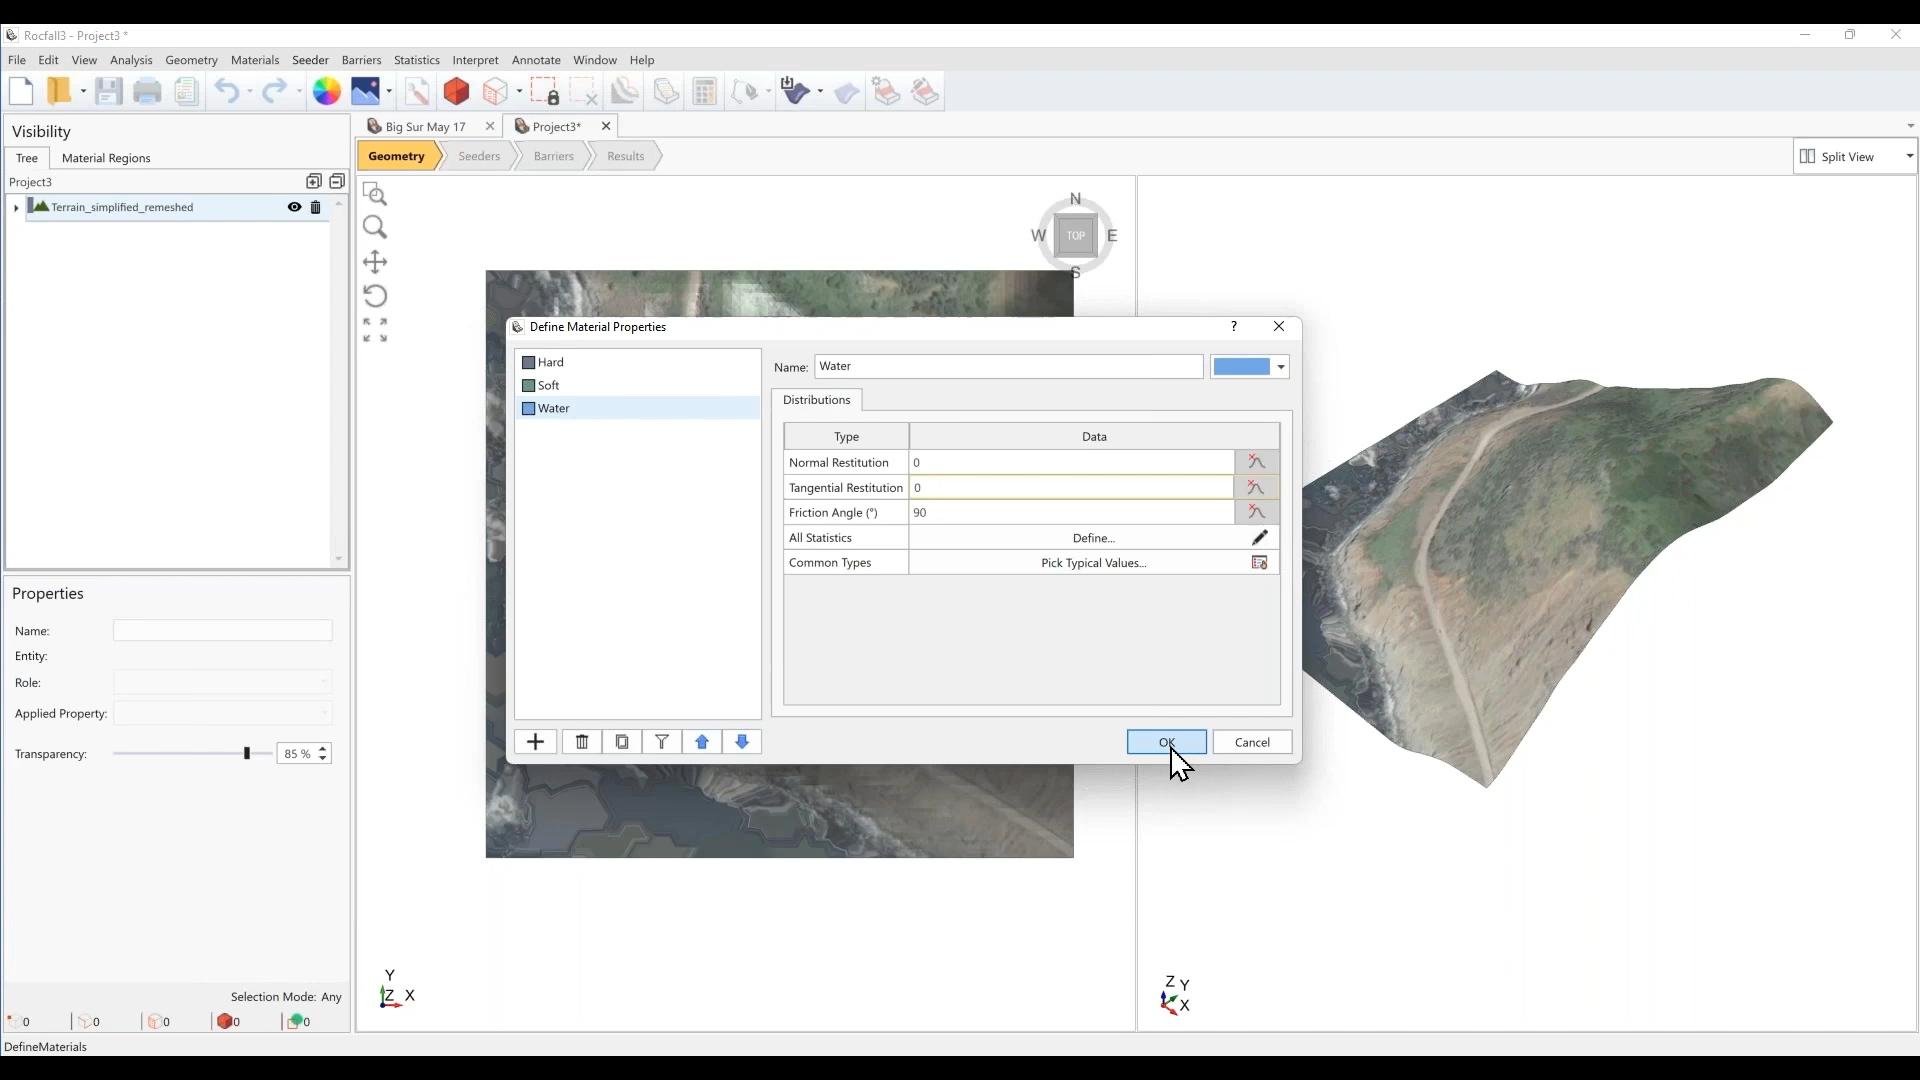 Rocfall3 - Project3 *
File Edit View Analysis Geometry Materials Seeder Barriers Statistics Interpret Annotate Window Help
Visibility
Tree Material Regions
Project3
Terrain_simplified_remeshed
Big Sur May 17 Project3*
Geometry Seeders Barriers Results
Split View
N
W TOP E
S
Define Material Properties ?
Hard
Soft
Water
Name: Water
Distributions
Type Data
Normal Restitution 0
Tangential Restitution 0
Friction Angle (°) 90
All Statistics Define...
Common Types Pick Typical Values...
OK Cancel
Properties
Name:
Entity:
Role:
Applied Property:
Transparency: 85 %
Selection Mode: Any
0 0 0 0 0
Y
Z X
Z Y
X
DefineMaterials